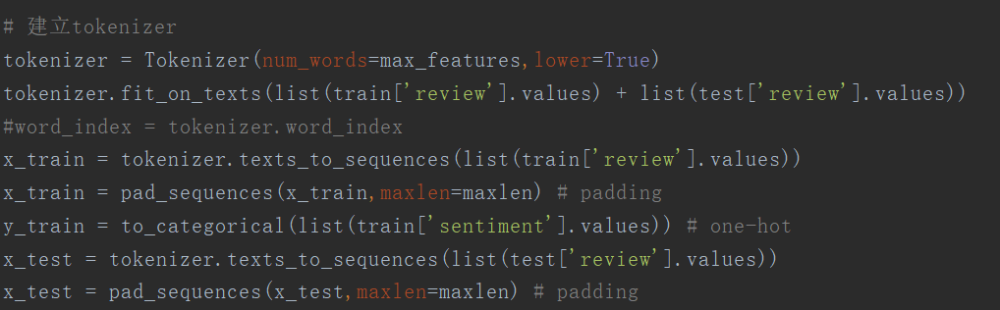 # 建立tokenizer
tokenizer = Tokenizer(num_words=max_features,lower=True)
tokenizer.fit_on_texts(list(train['review'].values) + list(test['review'].values))
#word_index = tokenizer.word_index
x_train = tokenizer.texts_to_sequences(list(train['review'].values))
x_train = pad_sequences(x_train,maxlen=maxlen) # padding
y_train = to_categorical(list(train['sentiment'].values)) # one-hot
x_test = tokenizer.texts_to_sequences(list(test['review'].values))
x_test = pad_sequences(x_test,maxlen=maxlen) # padding